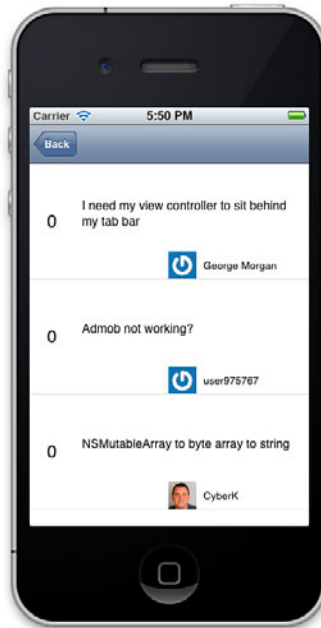 Carrier 5:50 PM
Back
I need my view controller to sit behind
my tab bar
0
George Morgan
Admob not working?
0
user975767
NSMutableArray to byte array to string
0
CyberK